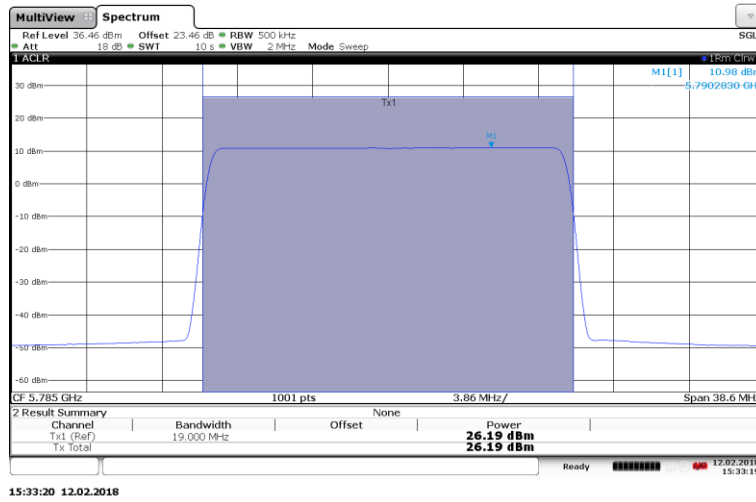 MultiView Spectrum
Ref Level 36.46 dBm Offset 23.46 dB RBW 500 kHz
SGL
Att 18 dB SWT 10 s VBW 2 MHz Mode Sweep
1 ACLR 1Rm Clrw
M1[1] 10.98 dBm
5.7902830 GH
30 dBm
Tx1
20 dBm
M1
10 dBm
0 dBm
-10 dBm
-20 dBm
-30 dBm
-40 dBm
-50 dBm
-60 dBm
CF 5.785 GHz 1001 pts 3.86 MHz/ Span 38.6 MH
2 Result Summary None
Channel Bandwidth Offset Power
Tx1 (Ref) 19.000 MHz 26.19 dBm
Tx Total 26.19 dBm
Ready 12.02.2018
15:33:19
15:33:20 12.02.2018